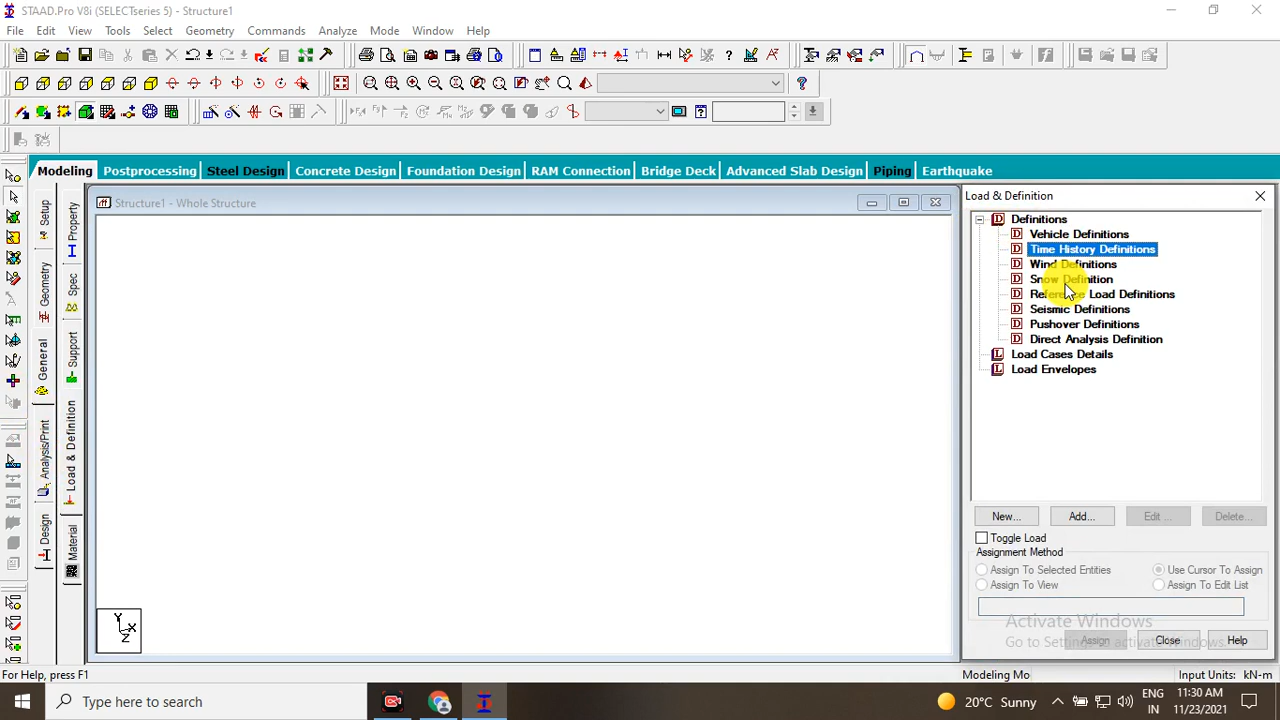 STAAD.Pro V8i (SELECTseries 5) - Structure1
File Edit View Tools Select Geometry Commands Analyze Mode Window Help
Modeling Postprocessing Steel Design Concrete Design Foundation Design RAM Connection Bridge Deck Advanced Slab Design Piping Earthquake
Setup
Geometry
General
Analysis/Print
Design
Property
Spec
Support
Load & Definition
Material
Structure1 - Whole Structure
Y
X
Z
Load & Definition
Definitions
Vehicle Definitions
Time History Definitions
Wind Definitions
Snow Definition
Reference Load Definitions
Seismic Definitions
Pushover Definitions
Direct Analysis Definition
Load Cases Details
Load Envelopes
New... Add... Edit ... Delete...
Toggle Load
Assignment Method
Assign To Selected Entities Use Cursor To Assign
Assign To View Assign To Edit List
Activate Windows
Go to Settings to activate Windows.
Assign Close Help
For Help, press F1 Modeling Mo Input Units: kN-m
Type here to search 20°C Sunny ENG IN 11:30 AM 11/23/2021